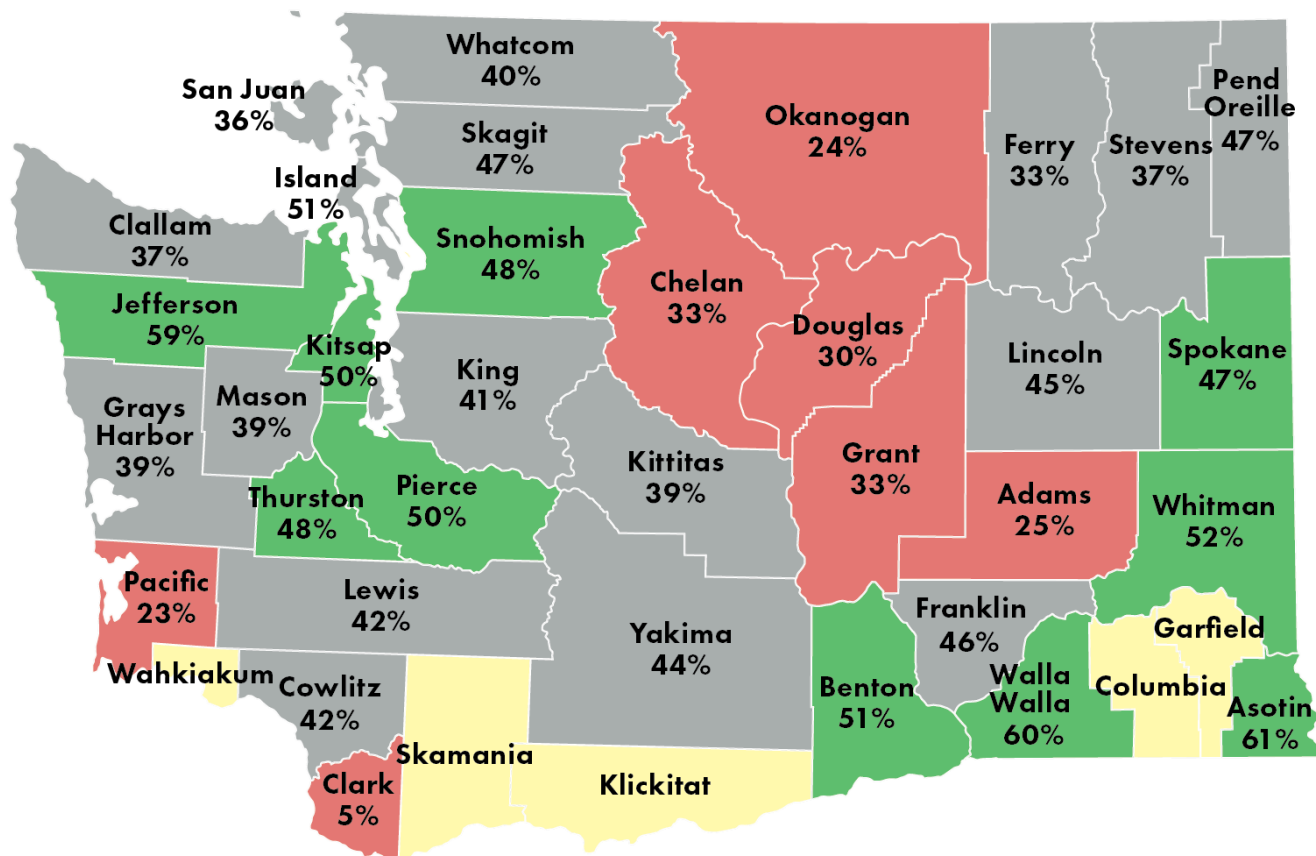 Whatcom
40%
San Juan
36%
Skagit
47%
Okanogan
24%
Ferry
33%
Stevens
37%
Pend
Oreille
47%
Island
51%
Clallam
37%
Snohomish
48%
Chelan
33%
Jefferson
59%
Kitsap
50%
Douglas
30%
Lincoln
45%
Spokane
47%
King
41%
Mason
39%
Grays
Harbor
39%
Kittitas
39%
Grant
33%
Adams
25%
Whitman
52%
Thurston
48%
Pierce
50%
Pacific
23%
Lewis
42%
Yakima
44%
Franklin
46%
Garfield
Wahkiakum
Cowlitz
42%
Skamania
Benton
51%
Walla
Walla
60%
Columbia
Asotin
61%
Clark
5%
Klickitat